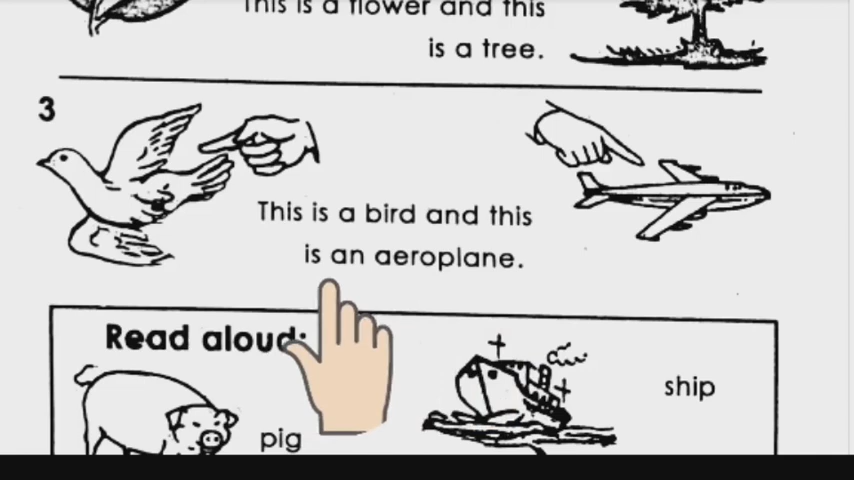 This is a flower and this
is a tree.
3
This is a bird and this
is an aeroplane.
Read aloud:
ship
pig